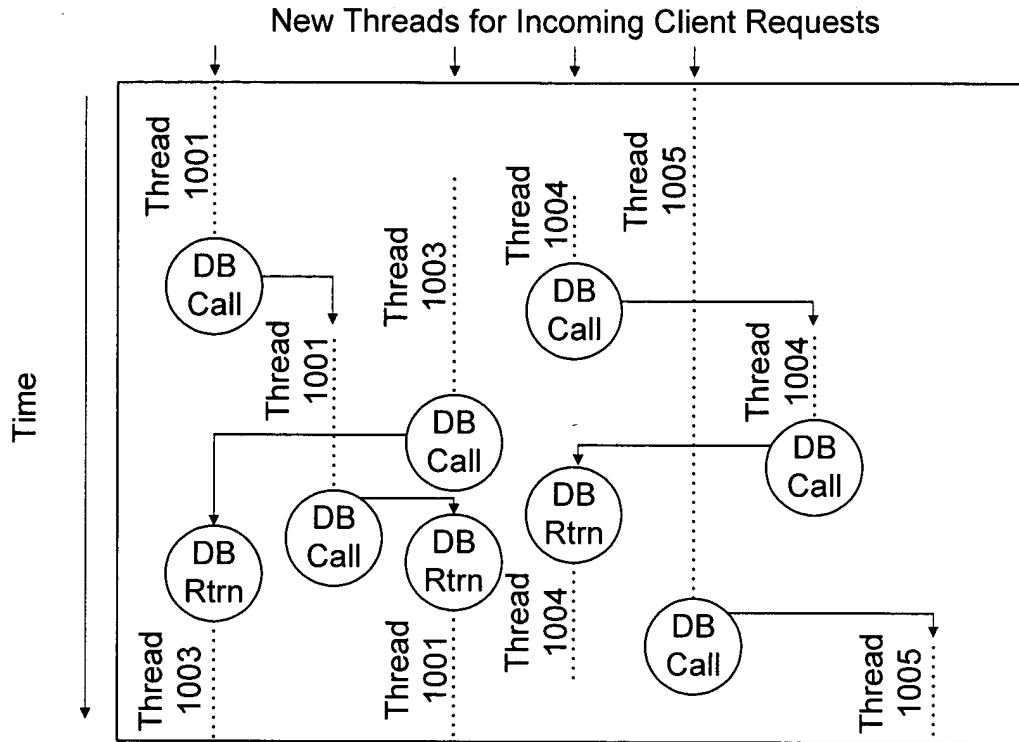 New Threads for Incoming Client Requests
Time
Thread
1001
Thread
1003
Thread
1004
Thread
1005
DB
Call
DB
Call
Thread
1001
Thread
1004
DB
Call
DB
Call
DB
Rtrn
DB
Call
DB
Rtrn
DB
Rtrn
DB
Call
Thread
1003
Thread
1001
Thread
1004
Thread
1005